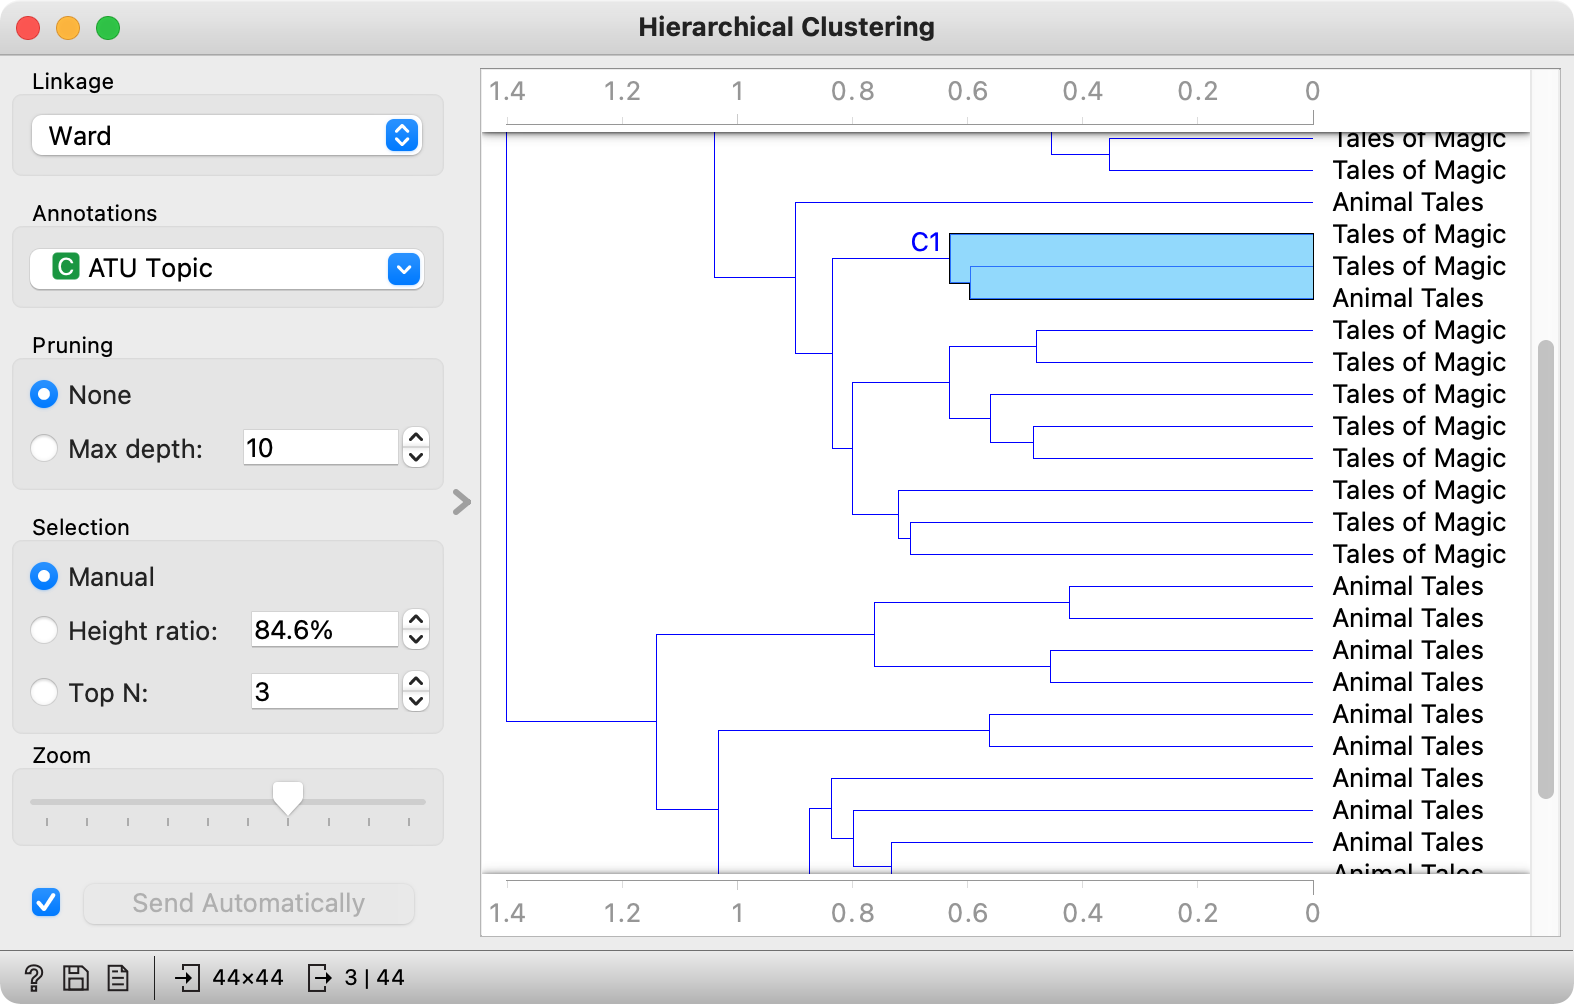 Hierarchical Clustering
Linkage
Ward
Annotations
C ATU Topic
Pruning
None
Max depth: 10
Selection
Manual
Height ratio: 84.6%
Top N: 3
Zoom
Send Automatically
1.4 1.2 1 0.8 0.6 0.4 0.2 0
Tales of Magic
Tales of Magic
Animal Tales
C1
Tales of Magic
Tales of Magic
Animal Tales
Tales of Magic
Tales of Magic
Tales of Magic
Tales of Magic
Tales of Magic
Tales of Magic
Tales of Magic
Tales of Magic
Animal Tales
Animal Tales
Animal Tales
Animal Tales
Animal Tales
Animal Tales
Animal Tales
Animal Tales
Animal Tales
Animal Tales
1.4 1.2 1 0.8 0.6 0.4 0.2 0
? 44×44 3 | 44